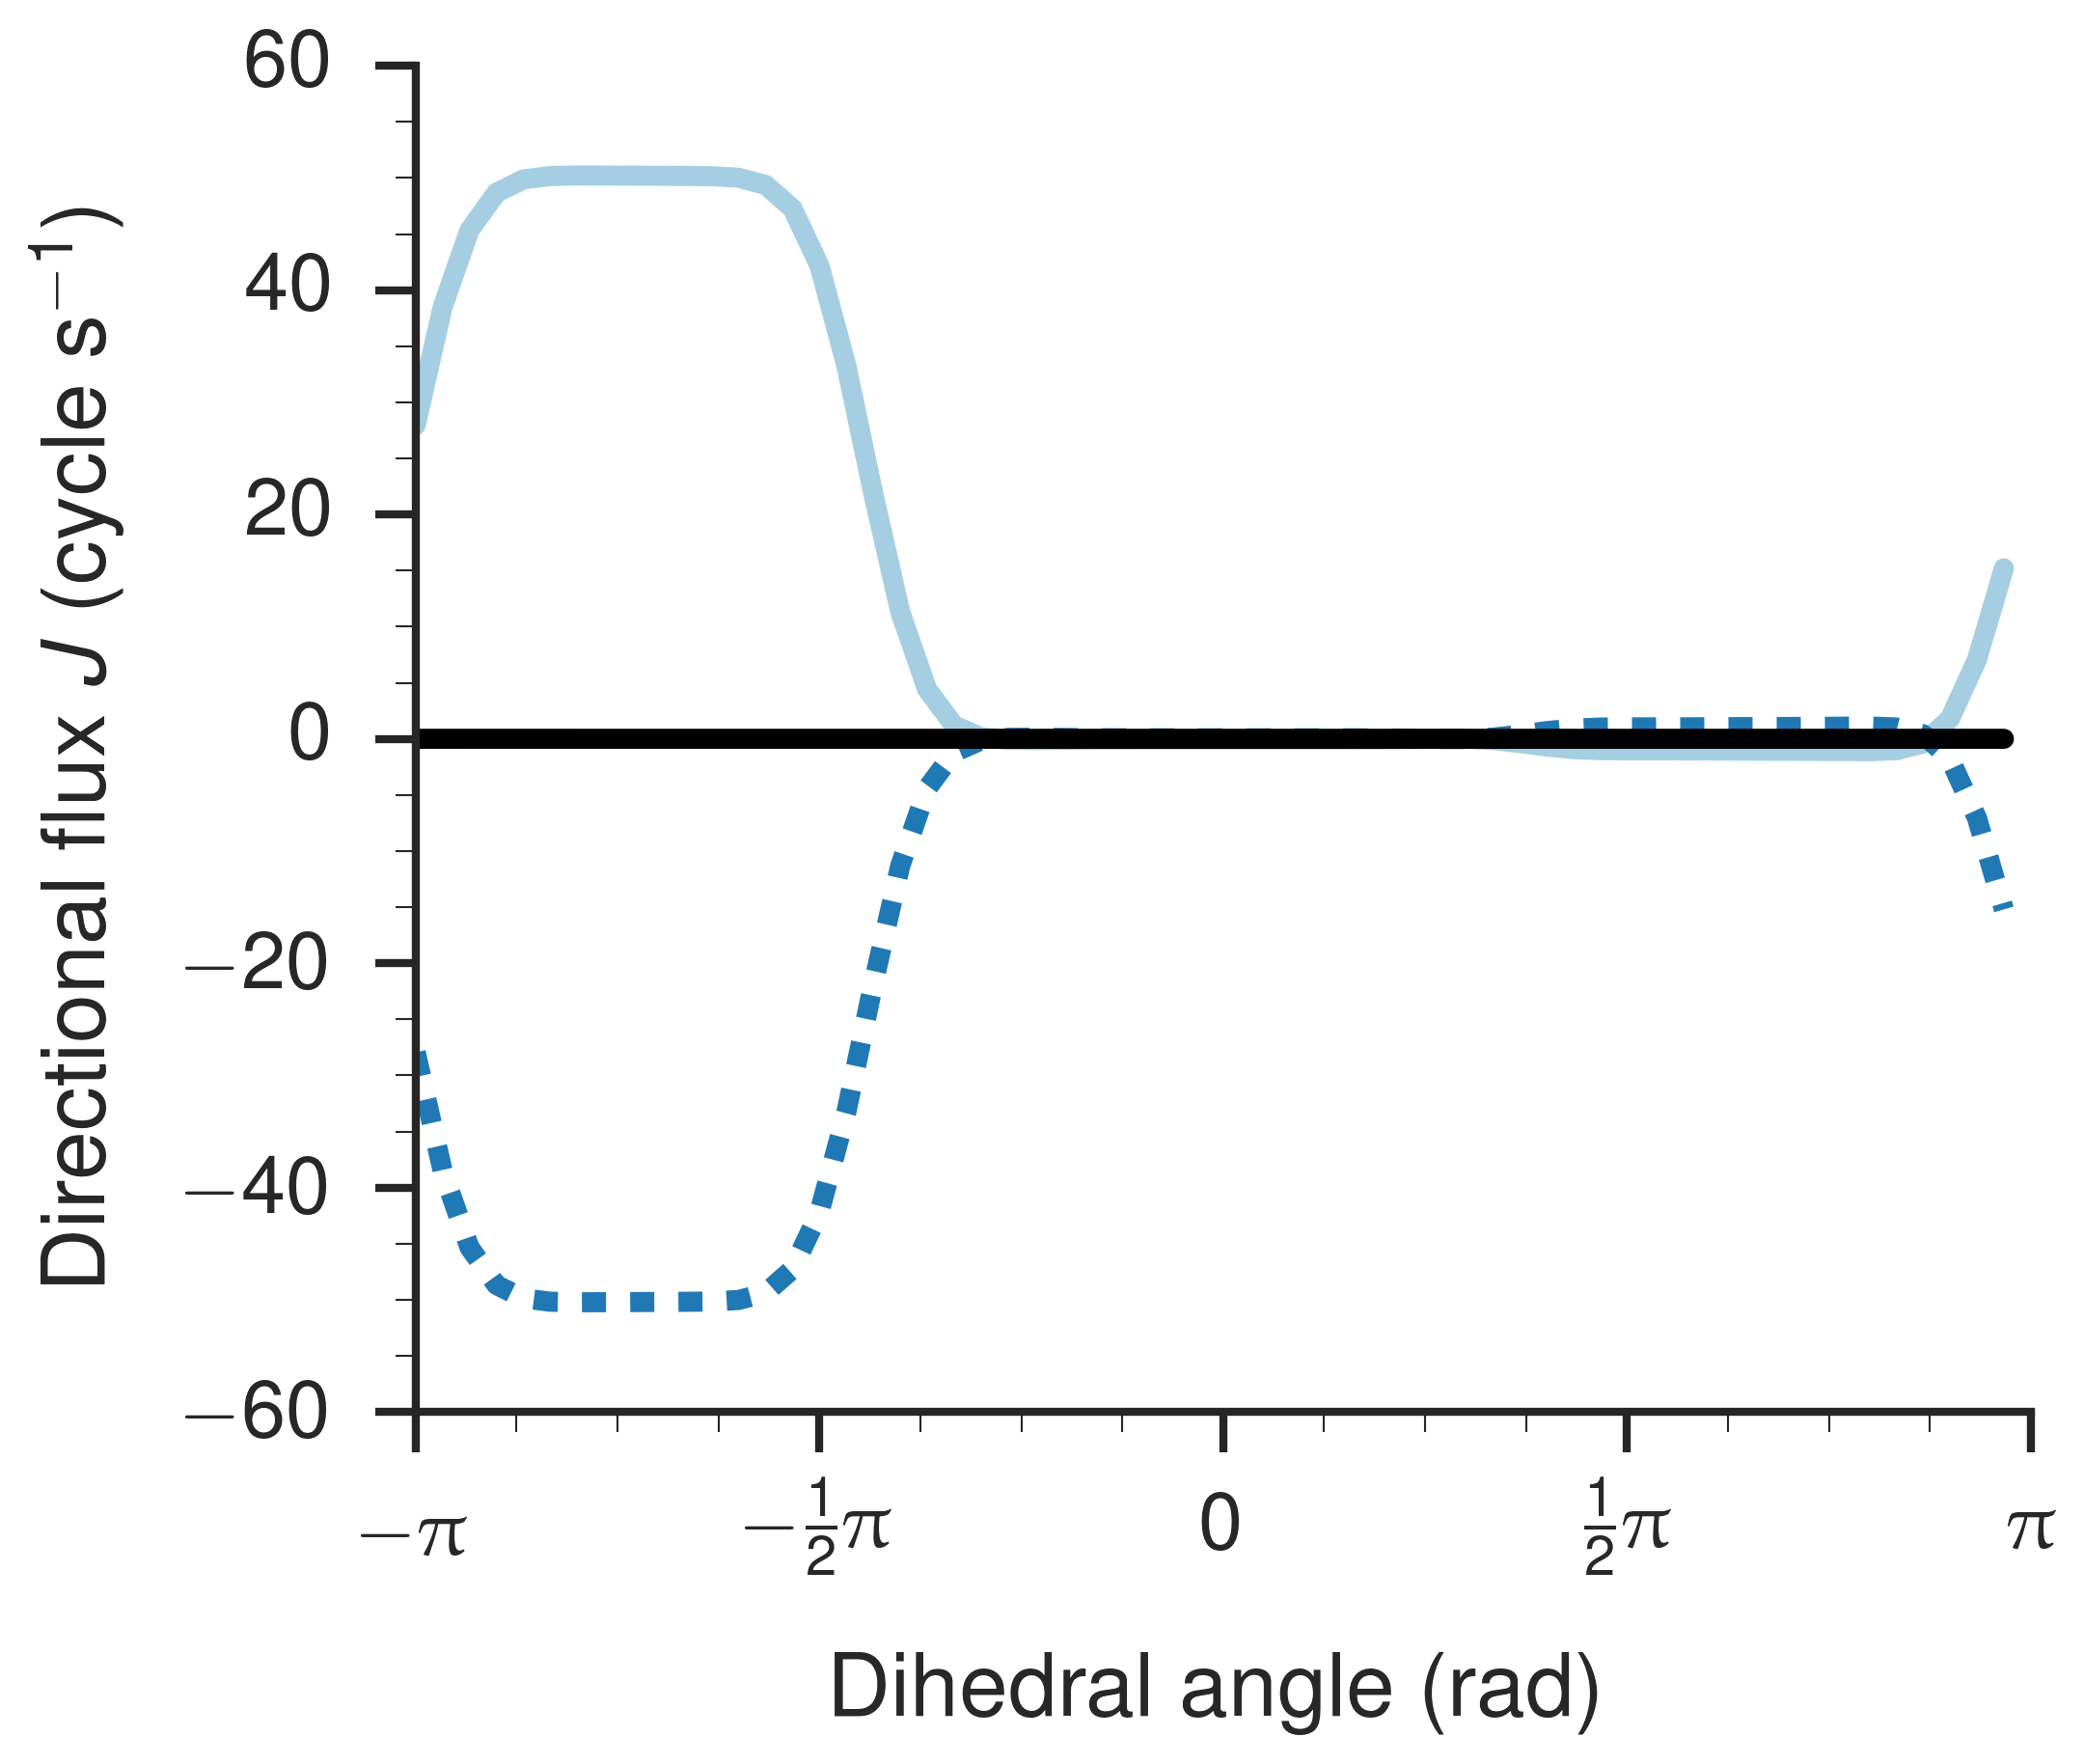 Directional flux J (cycle s−1)
60
40
20
0
−20
−40
−60
−π
−1/2π
0
1/2π
π
Dihedral angle (rad)